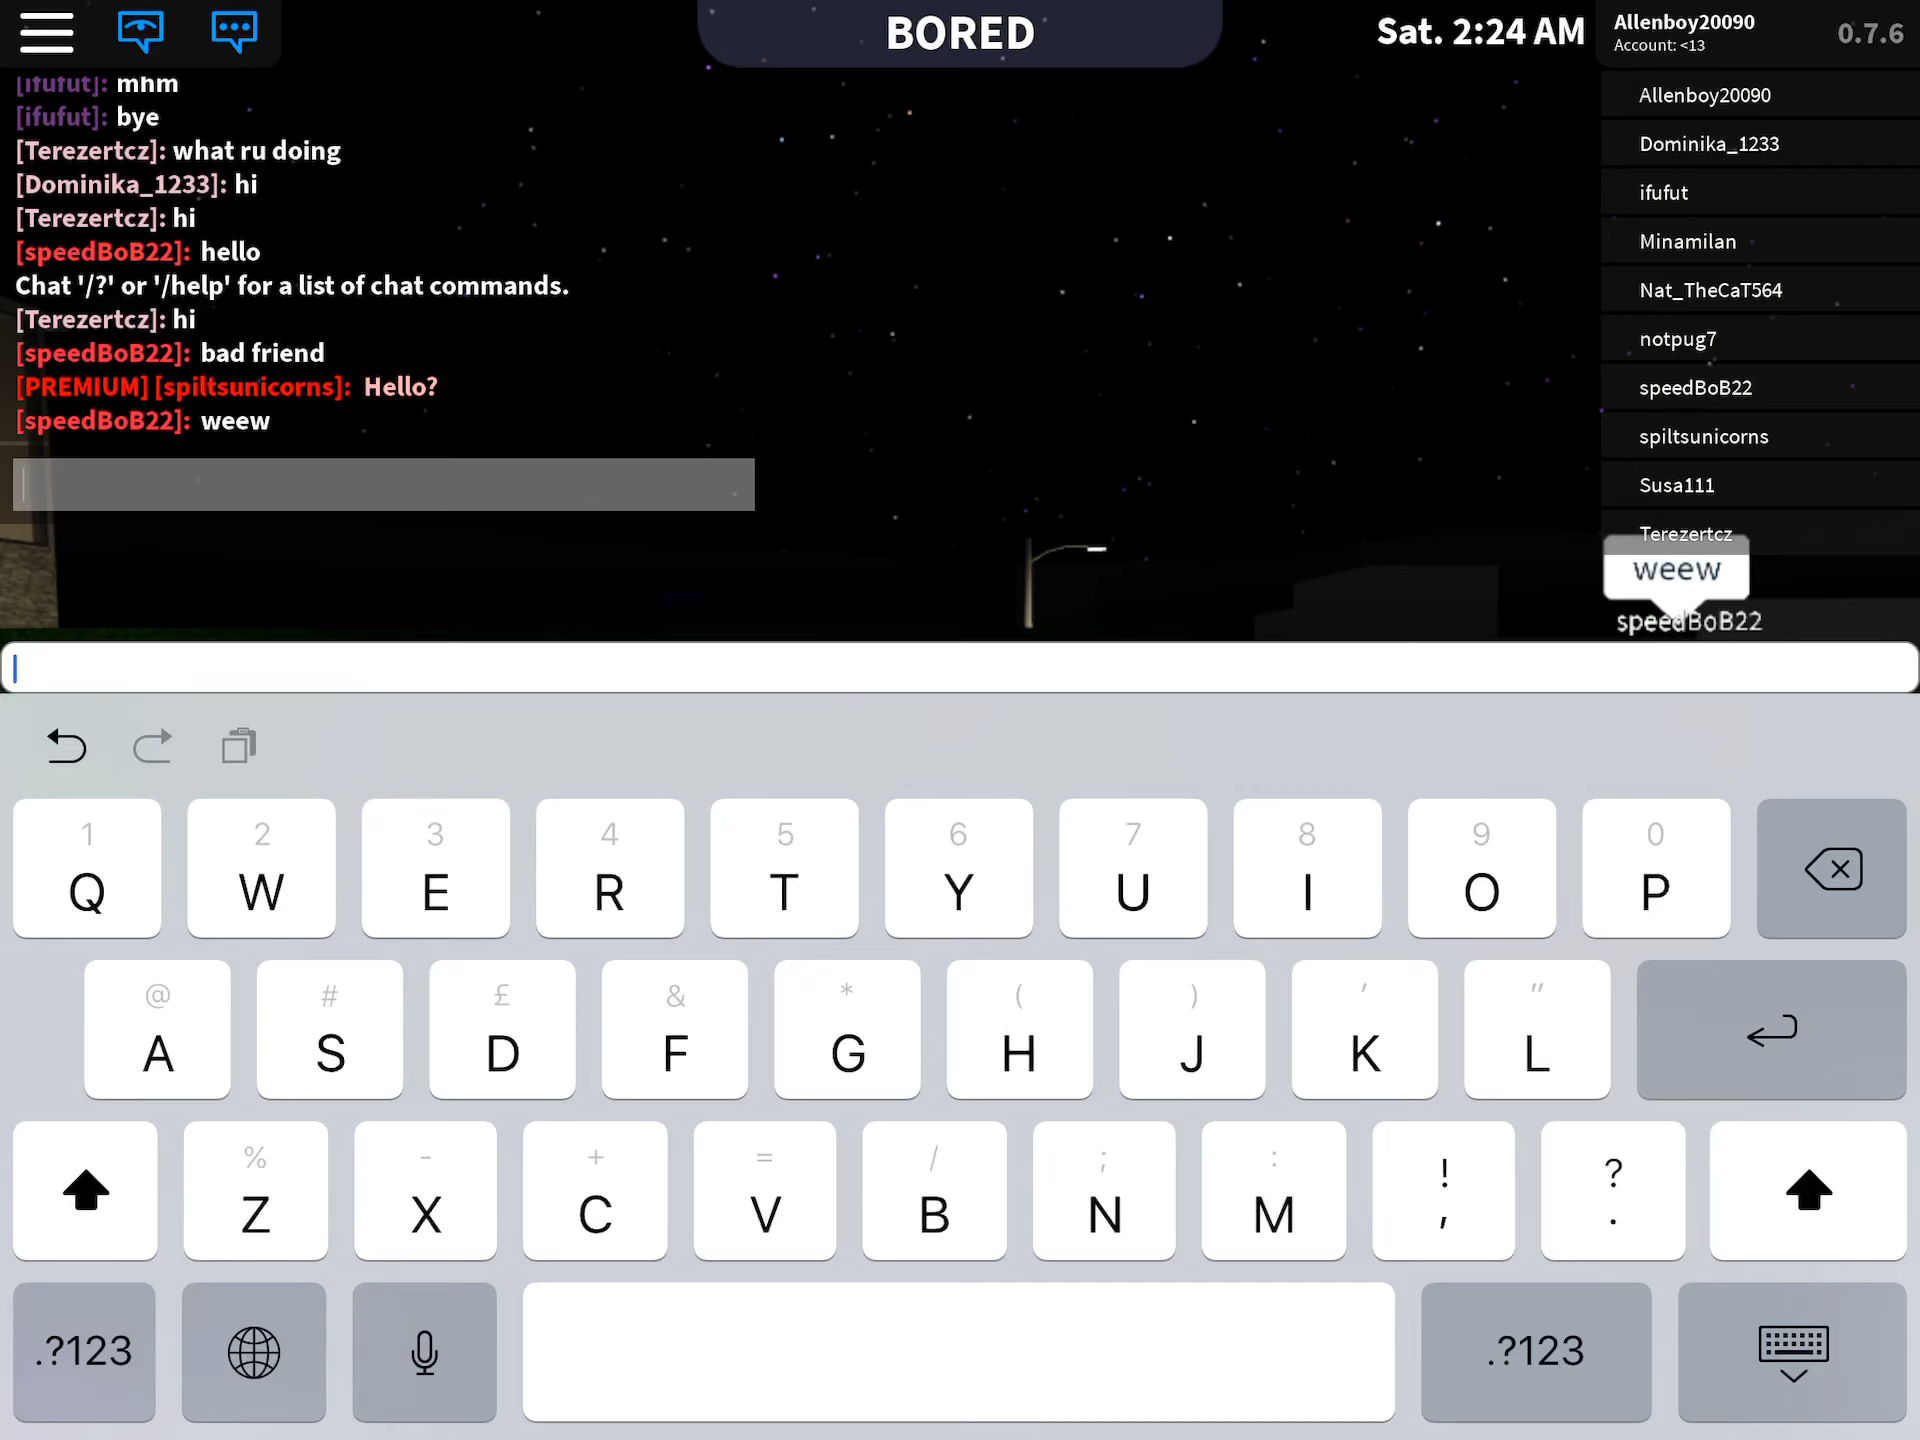 BORED
Sat. 2:24 AM
Allenboy20090
Account: <13
0.7.6
[ifufut]: mhm
[ifufut]: bye
[Terezertcz]: what ru doing
[Dominika_1233]: hi
[Terezertcz]: hi
[speedBoB22]: hello
Chat '/?' or '/help' for a list of chat commands.
[Terezertcz]: hi
[speedBoB22]: bad friend
[PREMIUM] [spiltsunicorns]: Hello?
[speedBoB22]: weew
Allenboy20090
Dominika_1233
ifufut
Minamilan
Nat_TheCaT564
notpug7
speedBoB22
spiltsunicorns
Susa111
Terezertcz
weew
speedBoB22
1 2 3 4 5 6 7 8 9 0
Q W E R T Y U I O P
@ # £ & * ( ) ' "
A S D F G H J K L
% - + = / ; : ! ?
Z X C V B N M , .
.?123 .?123